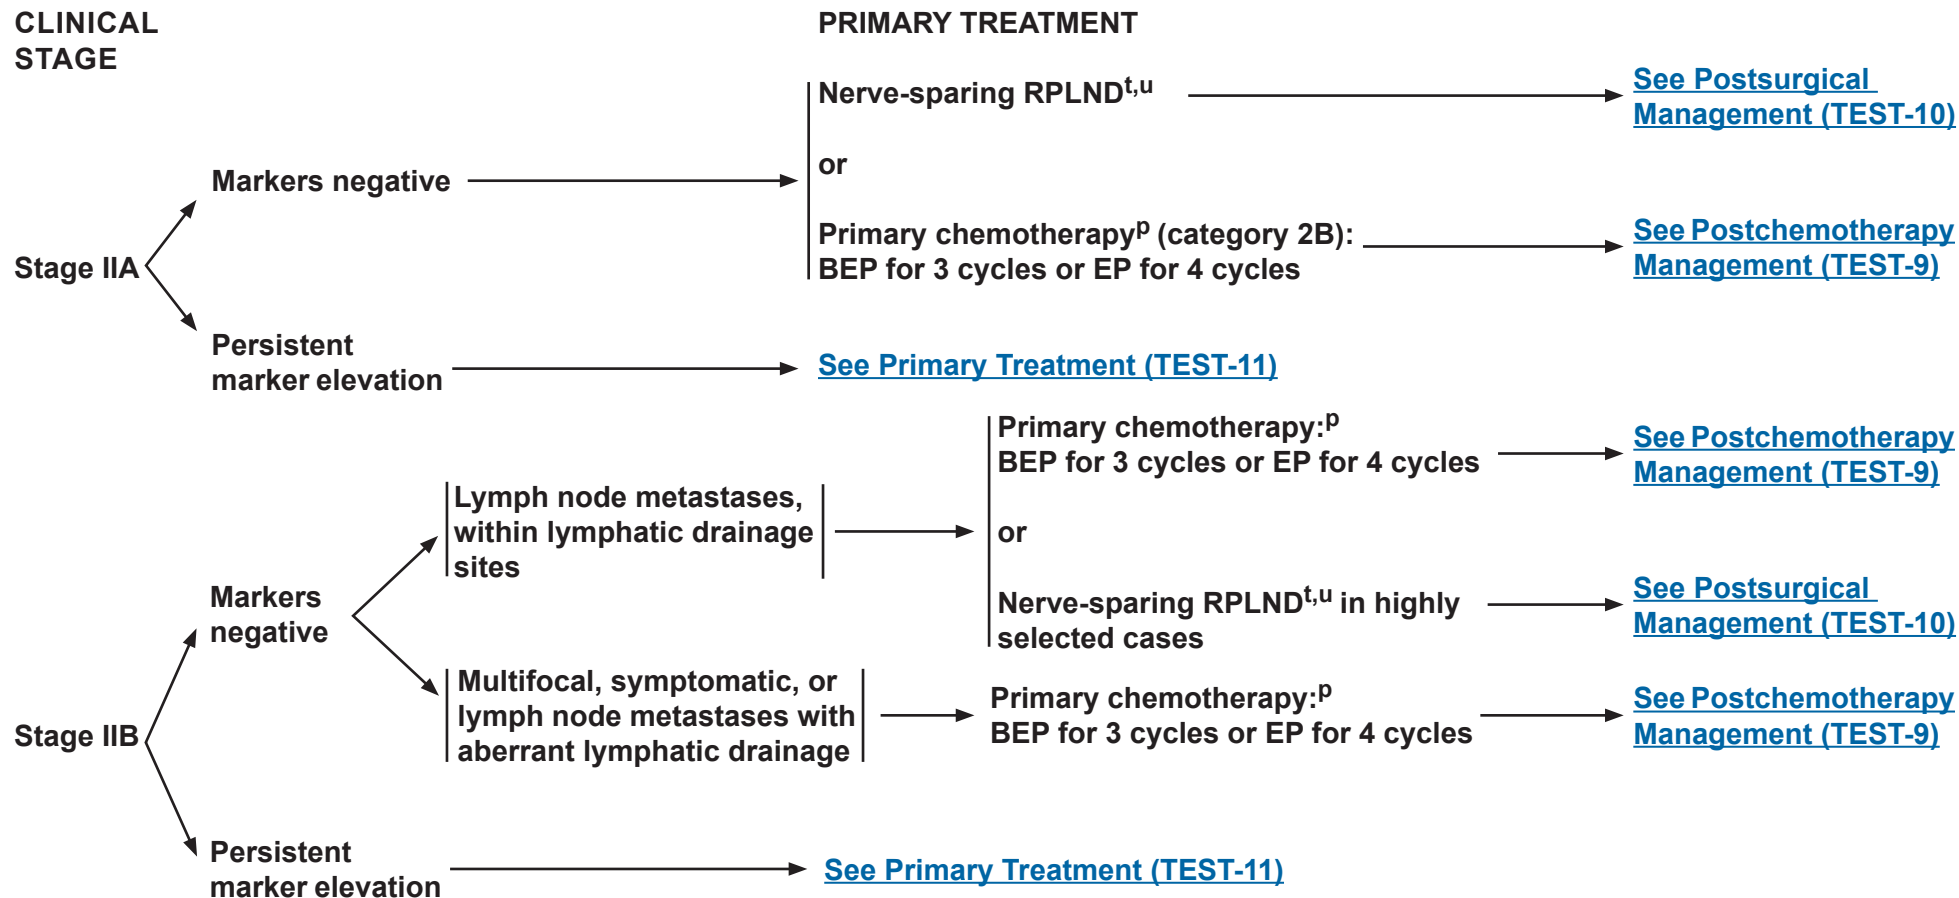 CLINICAL
STAGE
PRIMARY TREATMENT
Nerve-sparing RPLNDt,u
See Postsurgical
Management (TEST-10)
or
Markers negative
Primary chemotherapyp (category 2B):
BEP for 3 cycles or EP for 4 cycles
See Postchemotherapy
Management (TEST-9)
Stage IIA
Persistent
marker elevation
See Primary Treatment (TEST-11)
Primary chemotherapy:p
BEP for 3 cycles or EP for 4 cycles
See Postchemotherapy
Management (TEST-9)
Lymph node metastases,
within lymphatic drainage
sites
or
Markers
negative
Nerve-sparing RPLNDt,u in highly
selected cases
See Postsurgical
Management (TEST-10)
Multifocal, symptomatic, or
lymph node metastases with
aberrant lymphatic drainage
Primary chemotherapy:p
BEP for 3 cycles or EP for 4 cycles
See Postchemotherapy
Management (TEST-9)
Stage IIB
Persistent
marker elevation
See Primary Treatment (TEST-11)